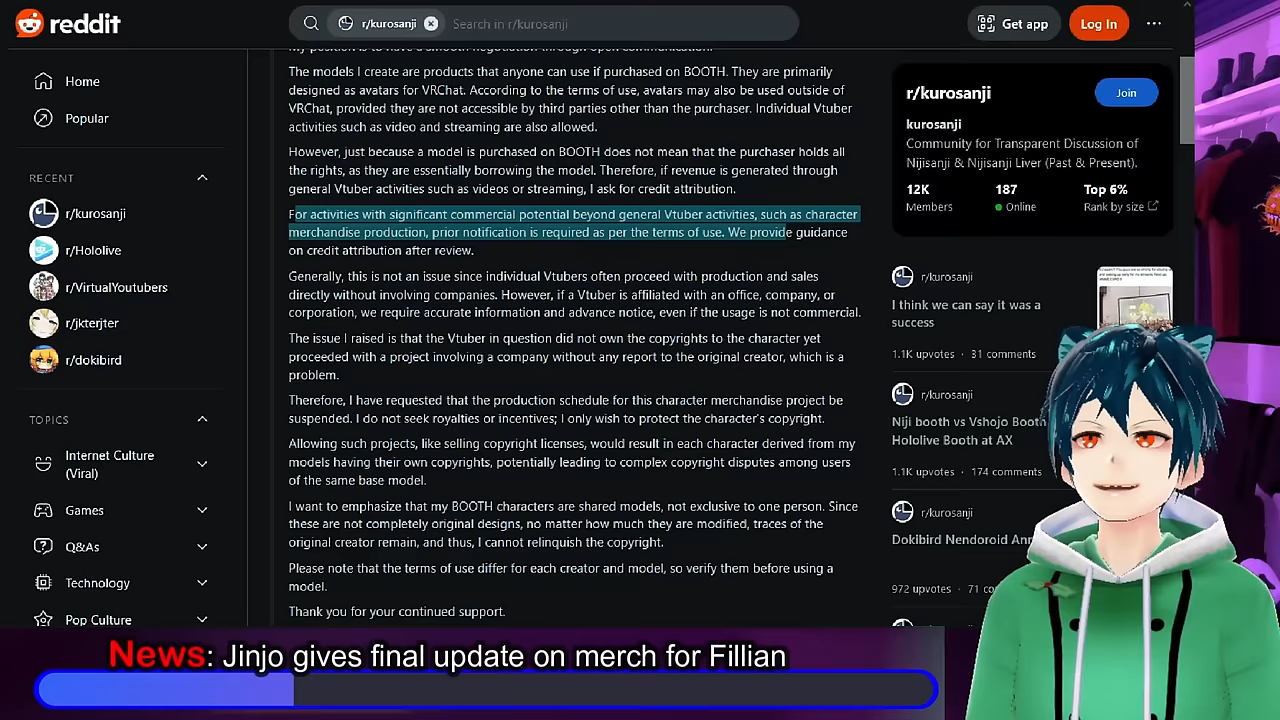 reddit
r/kurosanji
Search in r/kurosanji
Get app
Log In
Home
Popular
RECENT
r/kurosanji
r/Hololive
r/VirtualYoutubers
r/jkterjter
r/dokibird
TOPICS
Internet Culture
(Viral)
Games
Q&As
Technology
Pop Culture
My position is to have a smooth negotiation through open communication.
The models I create are products that anyone can use if purchased on BOOTH. They are primarily
designed as avatars for VRChat. According to the terms of use, avatars may also be used outside of
VRChat, provided they are not accessible by third parties other than the purchaser. Individual Vtuber
activities such as video and streaming are also allowed.
However, just because a model is purchased on BOOTH does not mean that the purchaser holds all
the rights, as they are essentially borrowing the model. Therefore, if revenue is generated through
general Vtuber activities such as videos or streaming, I ask for credit attribution.
For activities with significant commercial potential beyond general Vtuber activities, such as character
merchandise production, prior notification is required as per the terms of use. We provide guidance
on credit attribution after review.
Generally, this is not an issue since individual Vtubers often proceed with production and sales
directly without involving companies. However, if a Vtuber is affiliated with an office, company, or
corporation, we require accurate information and advance notice, even if the usage is not commercial.
The issue I raised is that the Vtuber in question did not own the copyrights to the character yet
proceeded with a project involving a company without any report to the original creator, which is a
problem.
Therefore, I have requested that the production schedule for this character merchandise project be
suspended. I do not seek royalties or incentives; I only wish to protect the character's copyright.
Allowing such projects, like selling copyright licenses, would result in each character derived from my
models having their own copyrights, potentially leading to complex copyright disputes among users
of the same base model.
I want to emphasize that my BOOTH characters are shared models, not exclusive to one person. Since
these are not completely original designs, no matter how much they are modified, traces of the
original creator remain, and thus, I cannot relinquish the copyright.
Please note that the terms of use differ for each creator and model, so verify them before using a
model.
Thank you for your continued support.
r/kurosanji
Join
kurosanji
Community for Transparent Discussion of
Nijisanji & Nijisanji Liver (Past & Present).
12K
187
Top 6%
Members
Online
Rank by size
r/kurosanji
I think we can say it was a
success
1.1K upvotes · 31 comments
r/kurosanji
Niji booth vs Vshojo Booth
Hololive Booth at AX
1.1K upvotes · 174 comments
r/kurosanji
Dokibird Nendoroid Ann
972 upvotes · 71 co
News: Jinjo gives final update on merch for Fillian